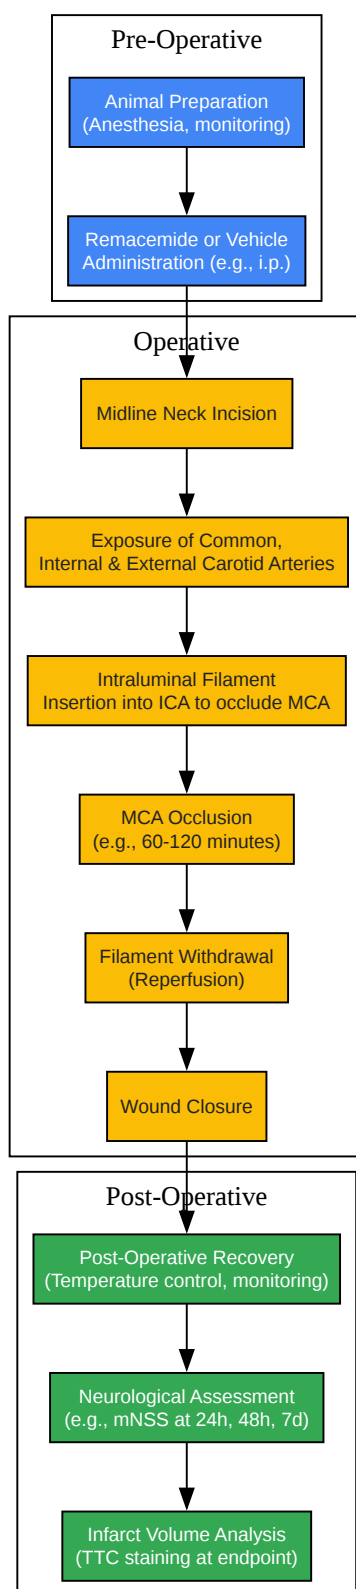 Pre-Operative
Animal Preparation
(Anesthesia, monitoring)
Remacemide or Vehicle
Administration (e.g., i.p.)
Operative
Midline Neck Incision
Exposure of Common,
Internal & External Carotid Arteries
Intraluminal Filament
Insertion into ICA to occlude MCA
MCA Occlusion
(e.g., 60-120 minutes)
Filament Withdrawal
(Reperfusion)
Wound Closure
Post-Operative
Post-Operative Recovery
(Temperature control, monitoring)
Neurological Assessment
(e.g., mNSS at 24h, 48h, 7d)
Infarct Volume Analysis
(TTC staining at endpoint)